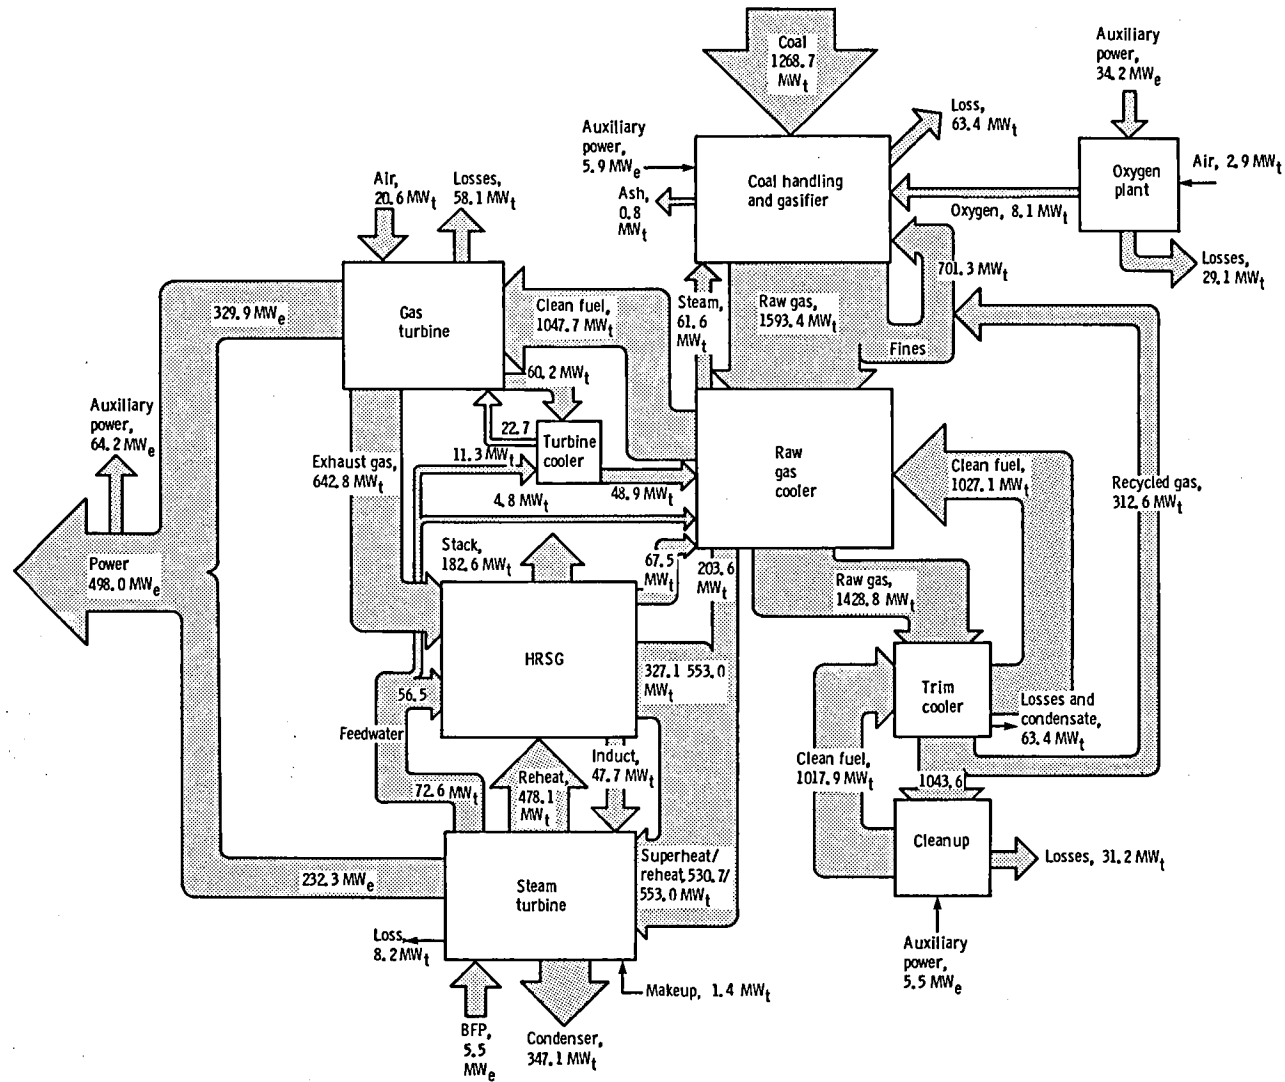 Coal
1268.7
MWt
Auxiliary
power,
34.2 MWe
Loss,
63.4 MWt
Auxiliary
power,
5.9 MWe
Coal handling
and gasifier
Oxygen
plant
Air, 2.9 MWt
Ash,
0.8
MWt
Oxygen, 8.1 MWt
Air,
20.6 MWt
Losses,
58.1 MWt
Losses,
29.1 MWt
701.3 MWt
329.9 MWe
Gas
turbine
Clean fuel,
1047.7 MWt
Steam,
61.6
MWt
Raw gas,
1593.4 MWt
Fines
60.2 MWt
Auxiliary
power,
64.2 MWe
22.7
11.3 MWt
Turbine
cooler
Raw
gas
cooler
Exhaust gas,
642.8 MWt
4.8 MWt
48.9 MWt
Clean fuel,
1027.1 MWt
Recycled gas,
312.6 MWt
Stack,
182.6 MWt
67.5
MWt
203.6
MWt
Power
498.0 MWe
Raw gas,
1428.8 MWt
HRSG
327.1 553.0
MWt
56.5
Trim
cooler
Losses and
condensate,
63.4 MWt
Feedwater
Induct,
47.7 MWt
Clean fuel,
1017.9 MWt
Reheat,
478.1
MWt
72.6 MWt
1043.6
Cleanup
Losses, 31.2 MWt
Superheat/
reheat, 530.7/
553.0 MWt
232.3 MWe
Steam
turbine
Loss,
8.2 MWt
Auxiliary
power,
5.5 MWe
Makeup, 1.4 MWt
BFP,
5.5
MWe
Condenser,
347.1 MWt